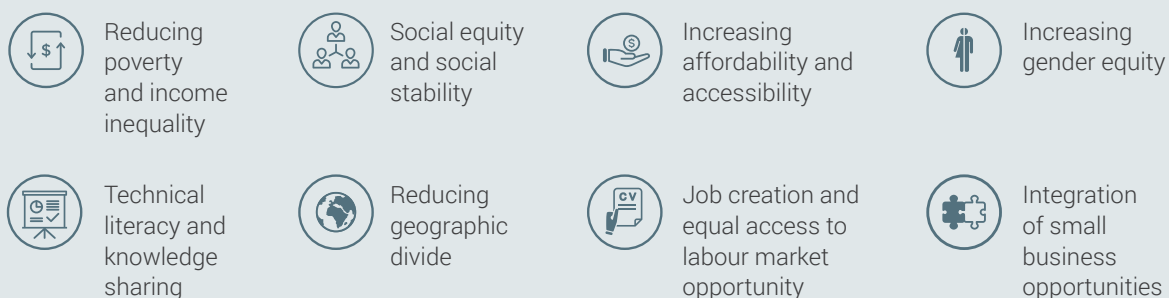 Reducing
poverty
and income
inequality
Social equity
and social
stability
Increasing
affordability and
accessibility
Increasing
gender equity
Technical
literacy and
knowledge
sharing
Reducing
geographic
divide
CV
Job creation and
equal access to
labour market
opportunity
Integration
of small
business
opportunities